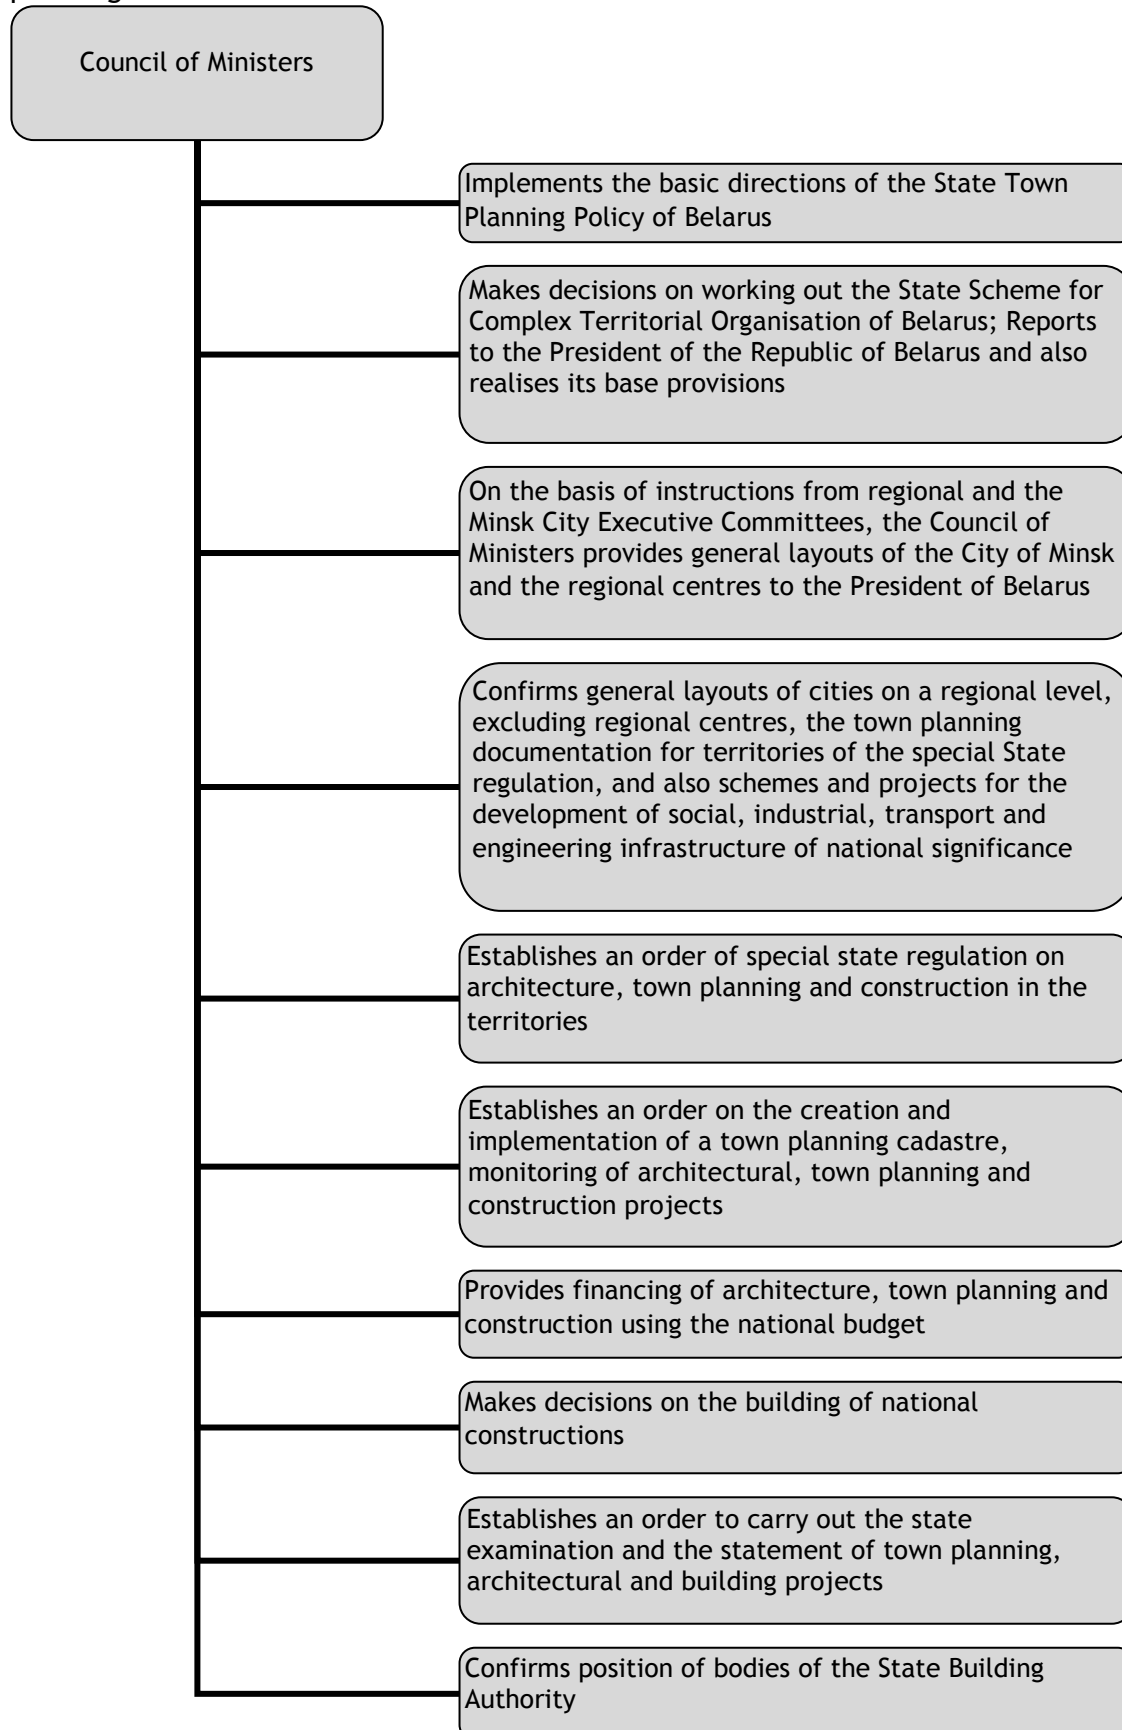 Council of Ministers
Implements the basic directions of the State Town
Planning Policy of Belarus
Makes decisions on working out the State Scheme for
Complex Territorial Organisation of Belarus; Reports
to the President of the Republic of Belarus and also
realises its base provisions
On the basis of instructions from regional and the
Minsk City Executive Committees, the Council of
Ministers provides general layouts of the City of Minsk
and the regional centres to the President of Belarus
Confirms general layouts of cities on a regional level,
excluding regional centres, the town planning
documentation for territories of the special State
regulation, and also schemes and projects for the
development of social, industrial, transport and
engineering infrastructure of national significance
Establishes an order of special state regulation on
architecture, town planning and construction in the
territories
Establishes an order on the creation and
implementation of a town planning cadastre,
monitoring of architectural, town planning and
construction projects
Provides financing of architecture, town planning and
construction using the national budget
Makes decisions on the building of national
constructions
Establishes an order to carry out the state
examination and the statement of town planning,
architectural and building projects
Confirms position of bodies of the State Building
Authority